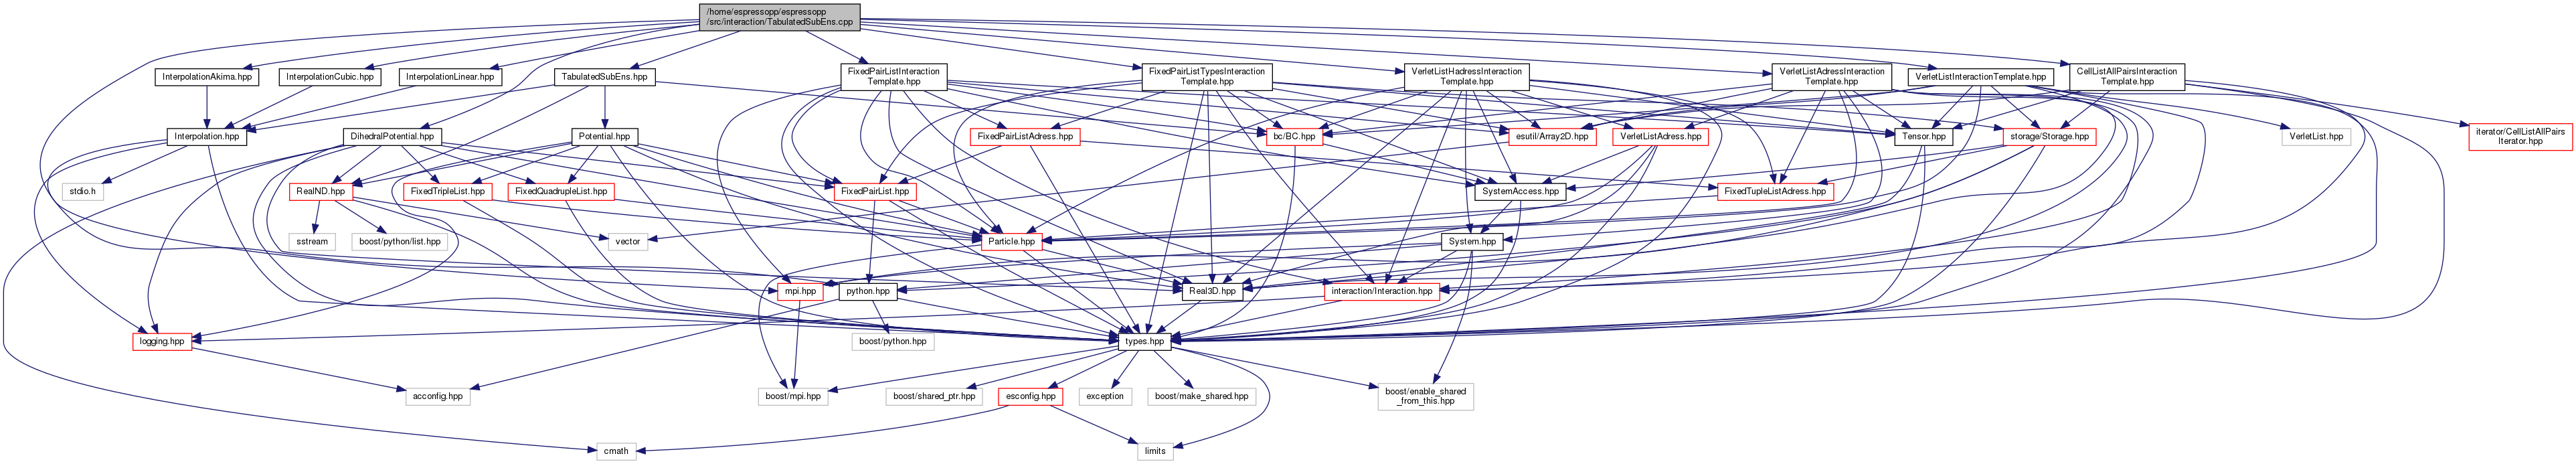 /home/espressopp/espressopp
/src/interaction/TabulatedSubEns.cpp
InterpolationAkima.hpp
InterpolationCubic.hpp
InterpolationLinear.hpp
TabulatedSubEns.hpp
FixedPairListInteraction
Template.hpp
FixedPairListTypesInteraction
Template.hpp
VerletListHadressInteraction
Template.hpp
VerletListAdressInteraction
Template.hpp
VerletListInteractionTemplate.hpp
CellListAllPairsInteraction
Template.hpp
Interpolation.hpp
DihedralPotential.hpp
Potential.hpp
FixedPairListAdress.hpp
bc/BC.hpp
esutil/Array2D.hpp
VerletListAdress.hpp
Tensor.hpp
storage/Storage.hpp
VerletList.hpp
iterator/CellListAllPairs
Iterator.hpp
stdio.h
RealND.hpp
FixedTripleList.hpp
FixedQuadrupleList.hpp
FixedPairList.hpp
SystemAccess.hpp
FixedTupleListAdress.hpp
sstream
boost/python/list.hpp
vector
Particle.hpp
System.hpp
mpi.hpp
python.hpp
Real3D.hpp
interaction/Interaction.hpp
logging.hpp
boost/python.hpp
types.hpp
acconfig.hpp
boost/mpi.hpp
boost/shared_ptr.hpp
esconfig.hpp
exception
boost/make_shared.hpp
boost/enable_shared
_from_this.hpp
cmath
limits